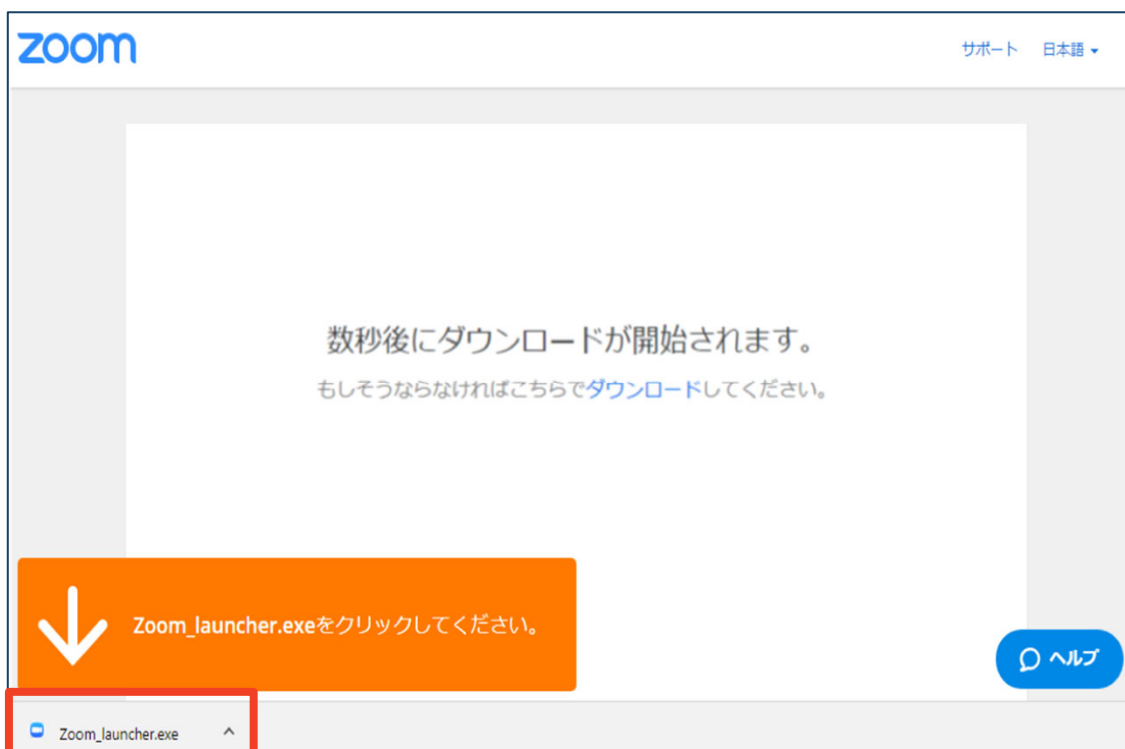 zoom
サポート 日本語
数秒後にダウンロードが開始されます。
もしそうならなければこちらでダウンロードしてください。
Zoom_launcher.exeをクリックしてください。
ヘルプ
Zoom_launcher.exe